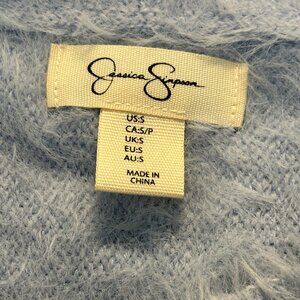 Jessica Simpson
US:S
CA:S/P
UK:S
EU:S
AU:S
MADE IN
CHINA